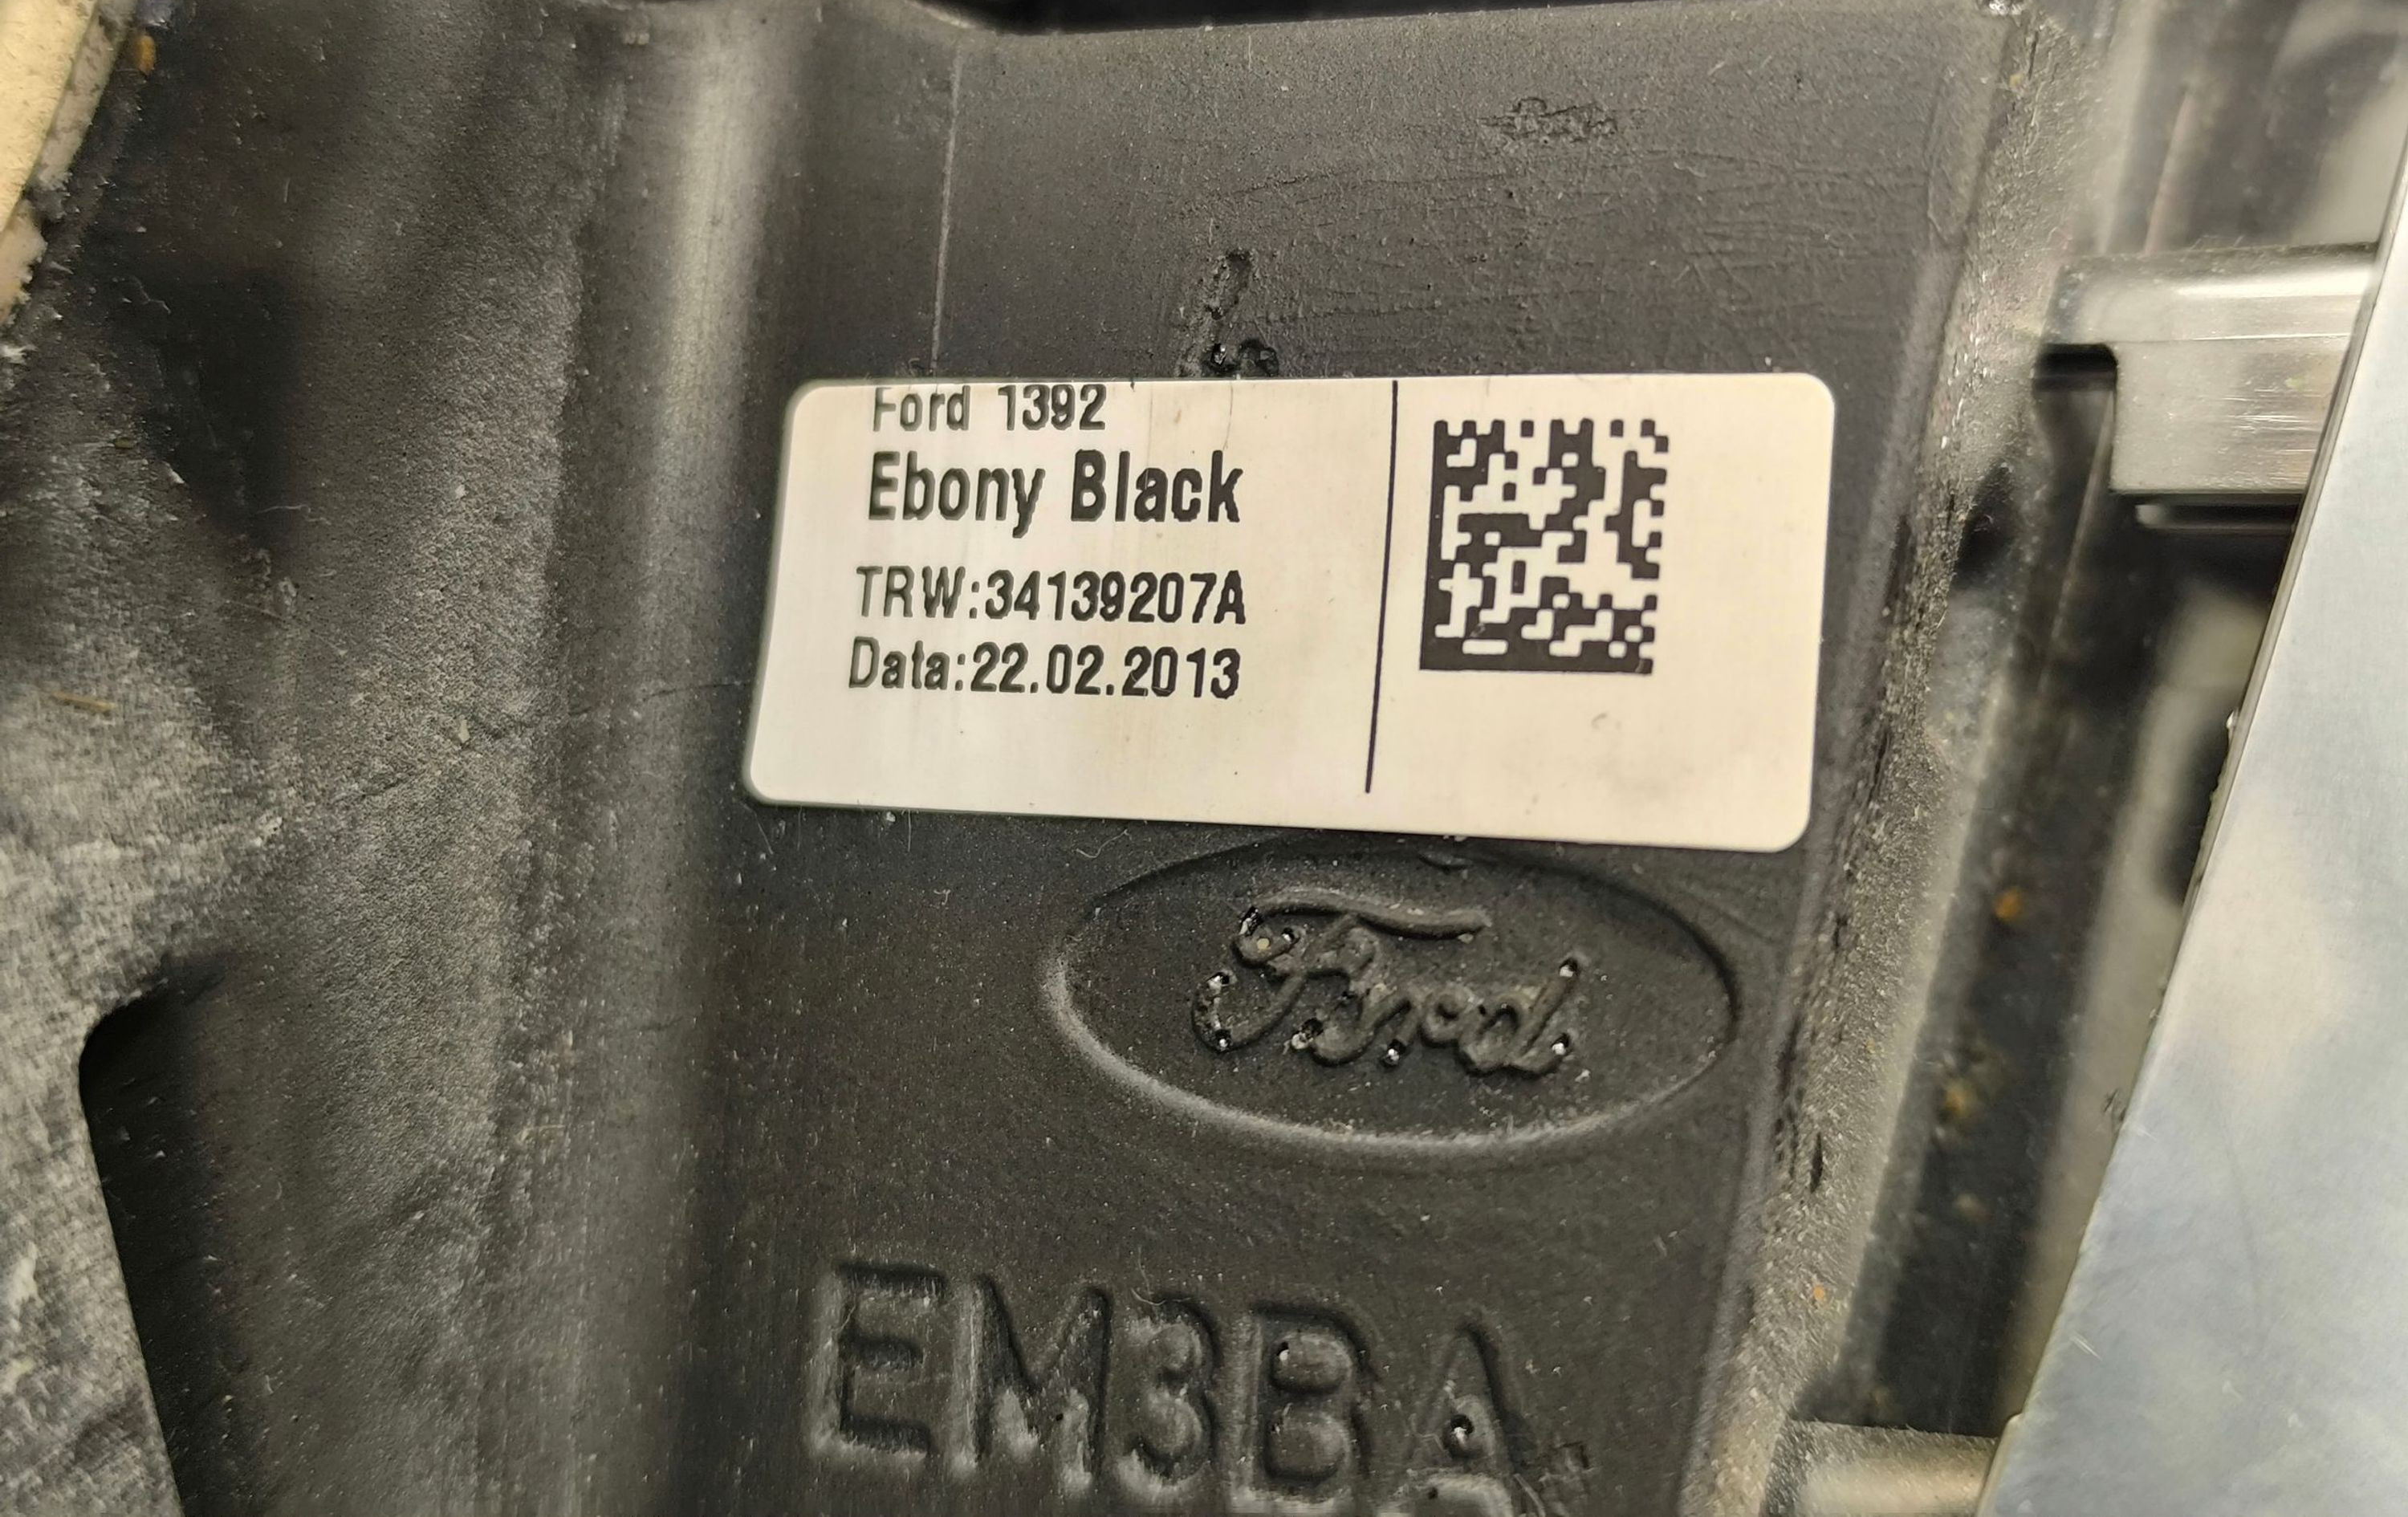 Ford 1392
Ebony Black
TRW:34139207A
Data:22.02.2013
Ford
EM3BA